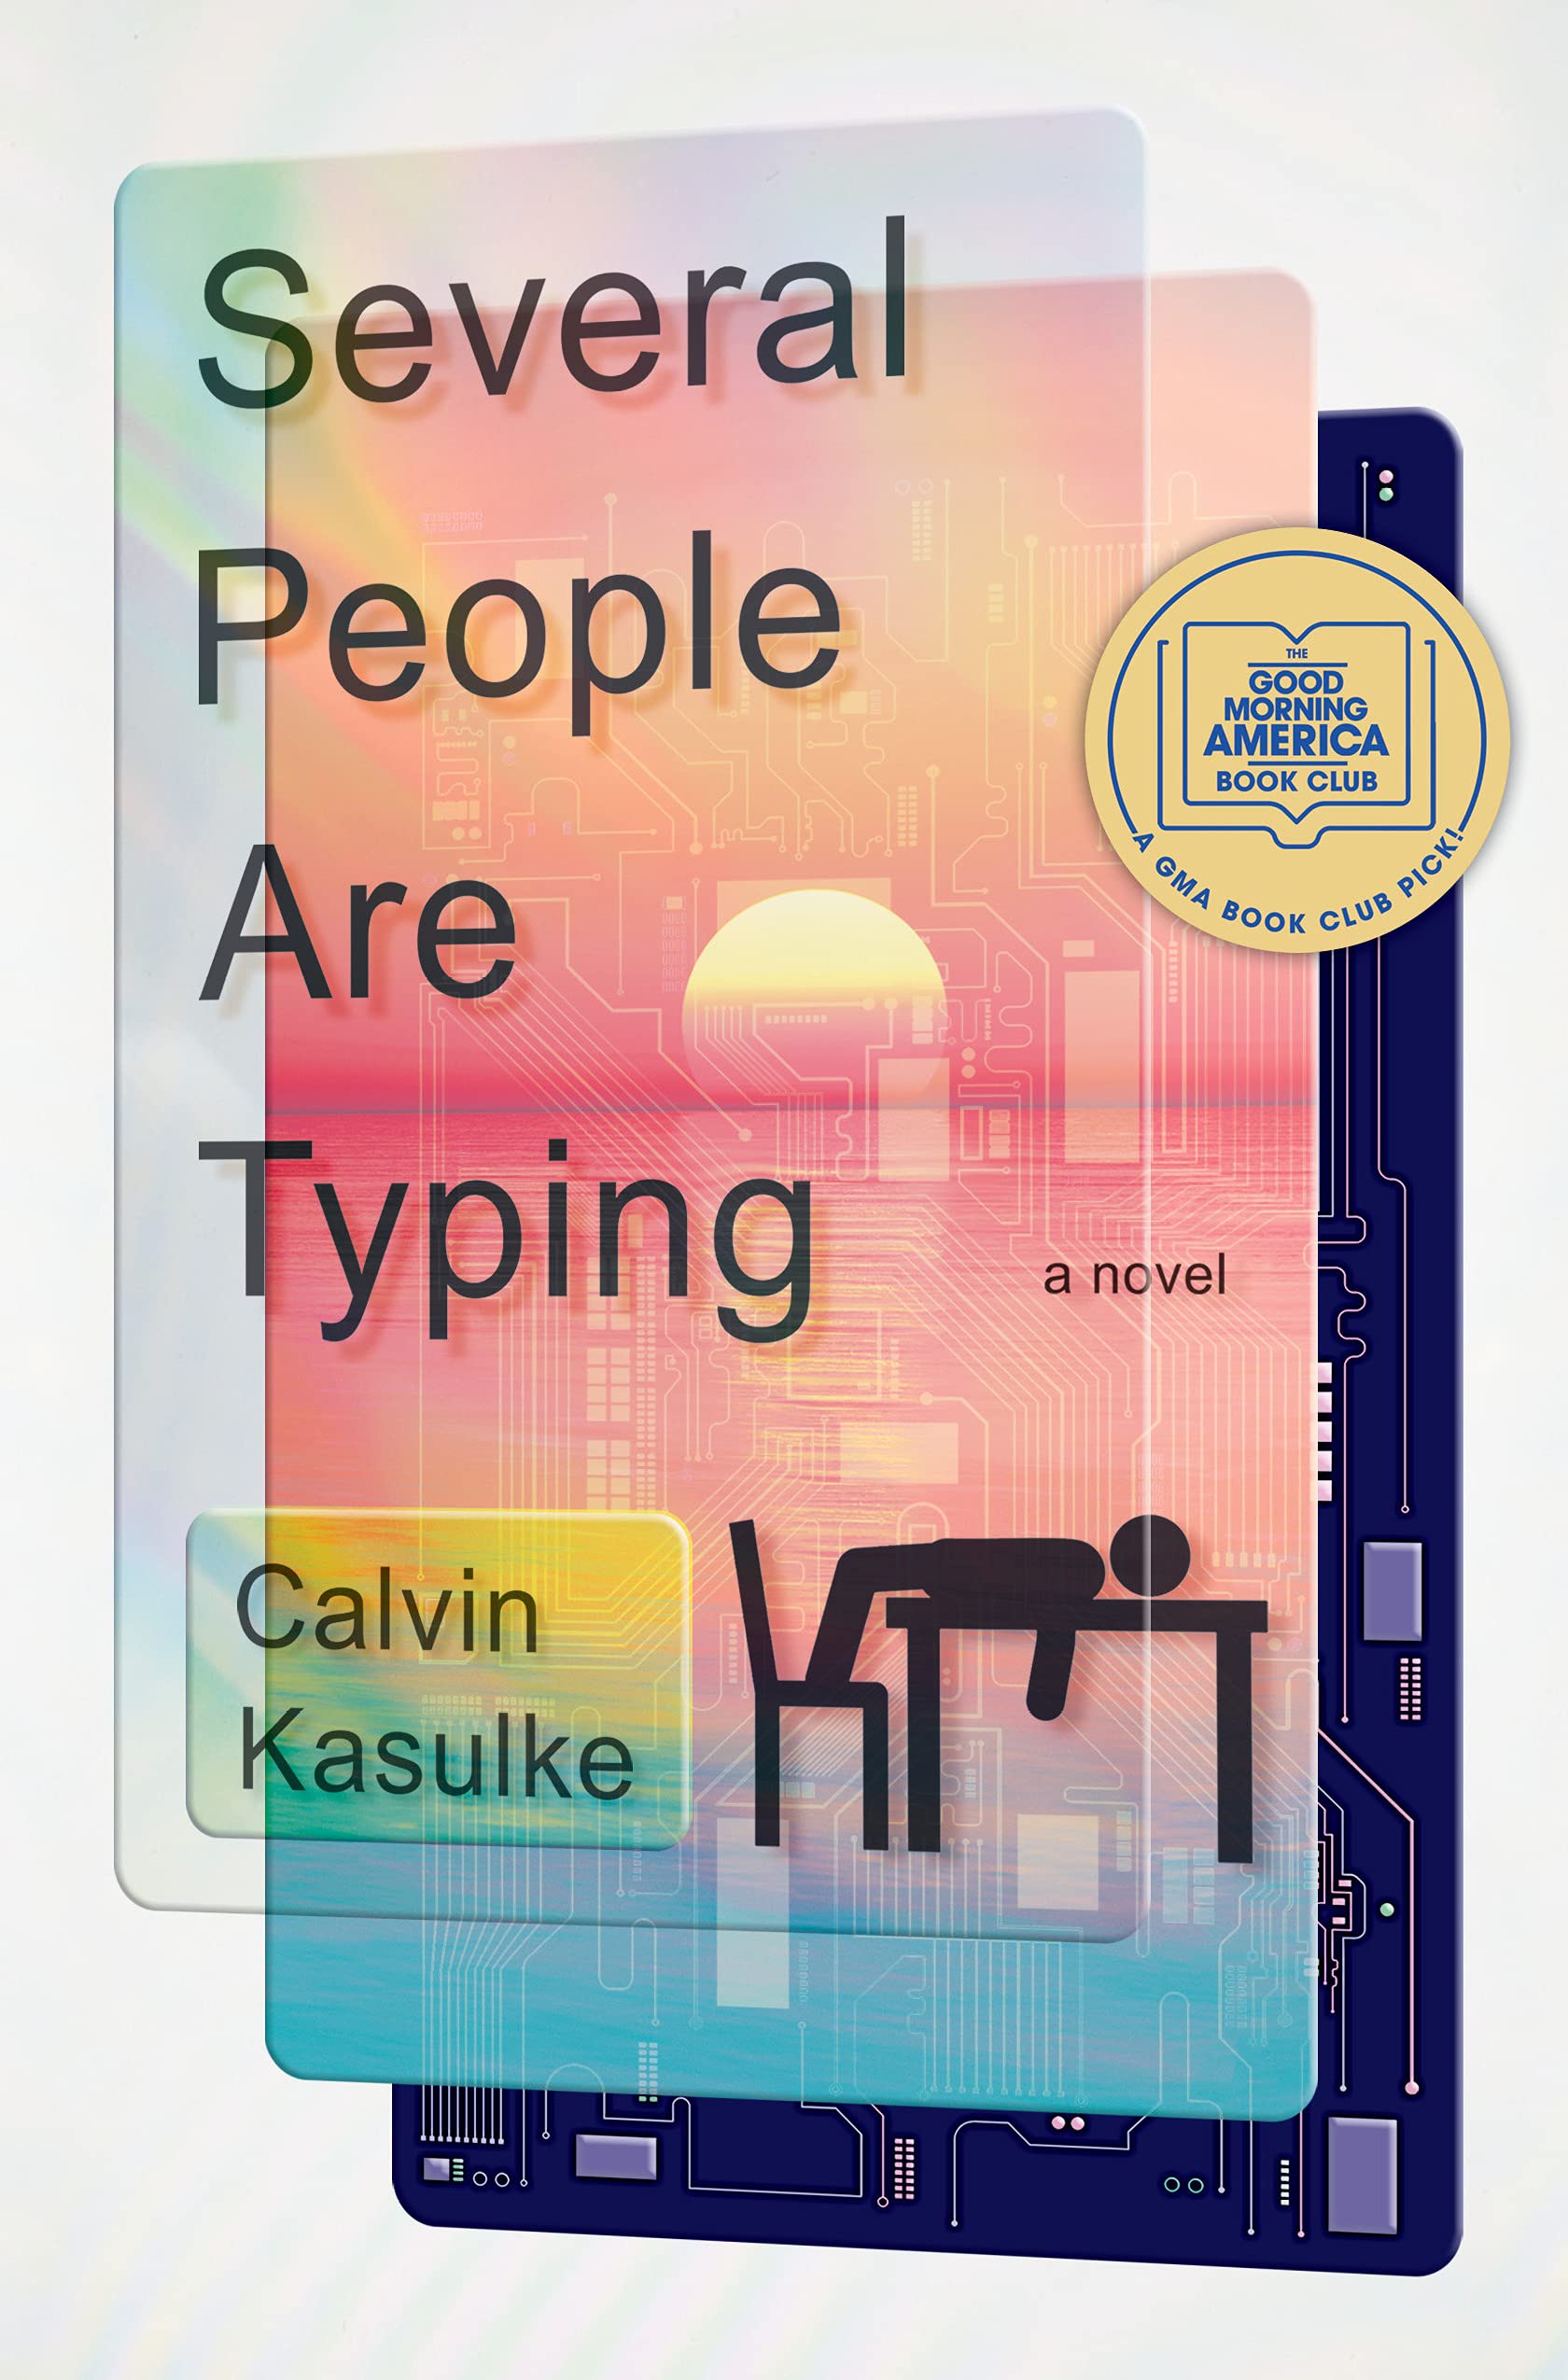 Several
People
Are
Typing
a novel
Calvin
Kasulke
THE
GOOD
MORNING
AMERICA
BOOK CLUB
A GMA BOOK CLUB PICK!